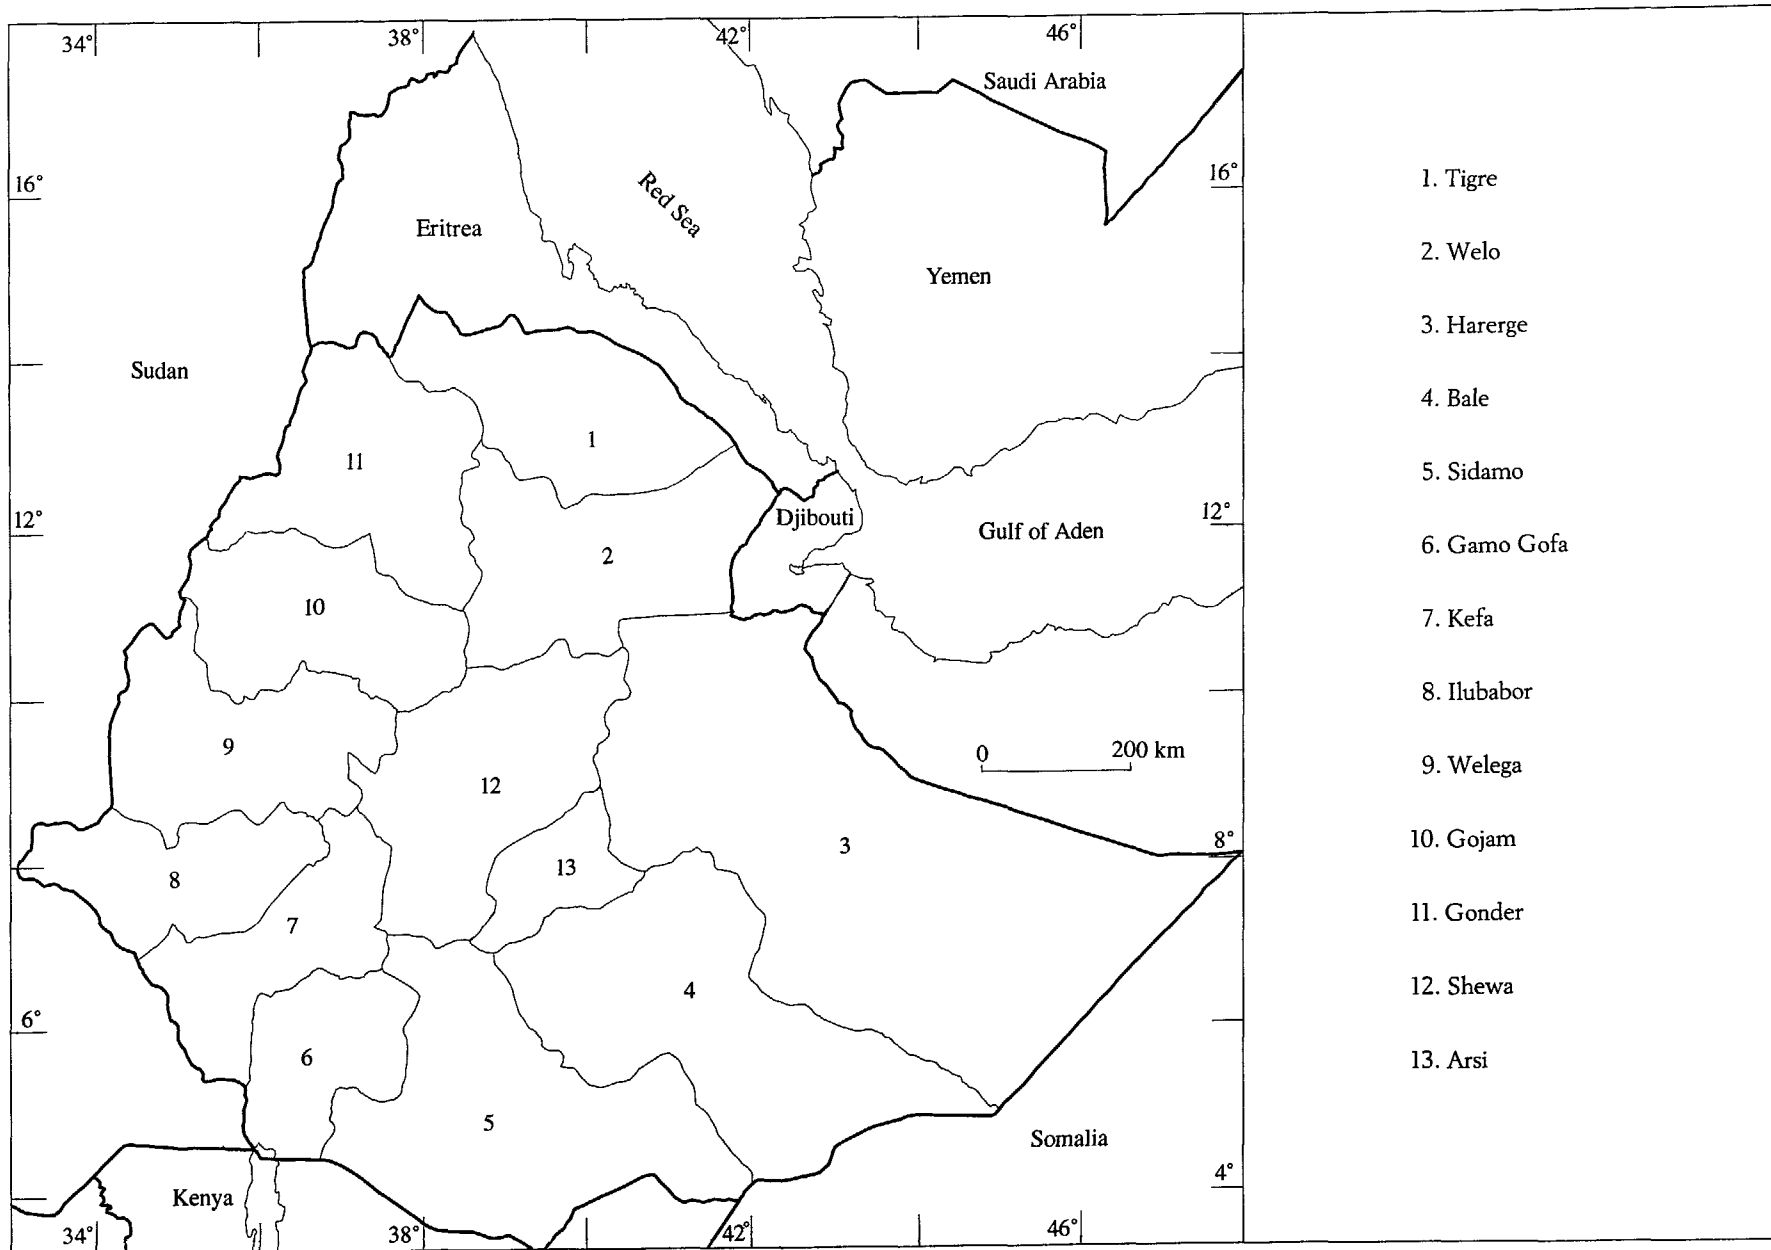 34° 38° 42° 46°
Saudi Arabia
16° 16°
Red Sea
Eritrea
Yemen
Sudan
1
11
12° 12°
Djibouti
Gulf of Aden
2
10
9
0 200 km
12
8°
3
13
8
7
4
6°
6
5
Somalia
4°
Kenya
34° 38° 42° 46°
1. Tigre
2. Welo
3. Harerge
4. Bale
5. Sidamo
6. Gamo Gofa
7. Kefa
8. Ilubabor
9. Welega
10. Gojam
11. Gonder
12. Shewa
13. Arsi